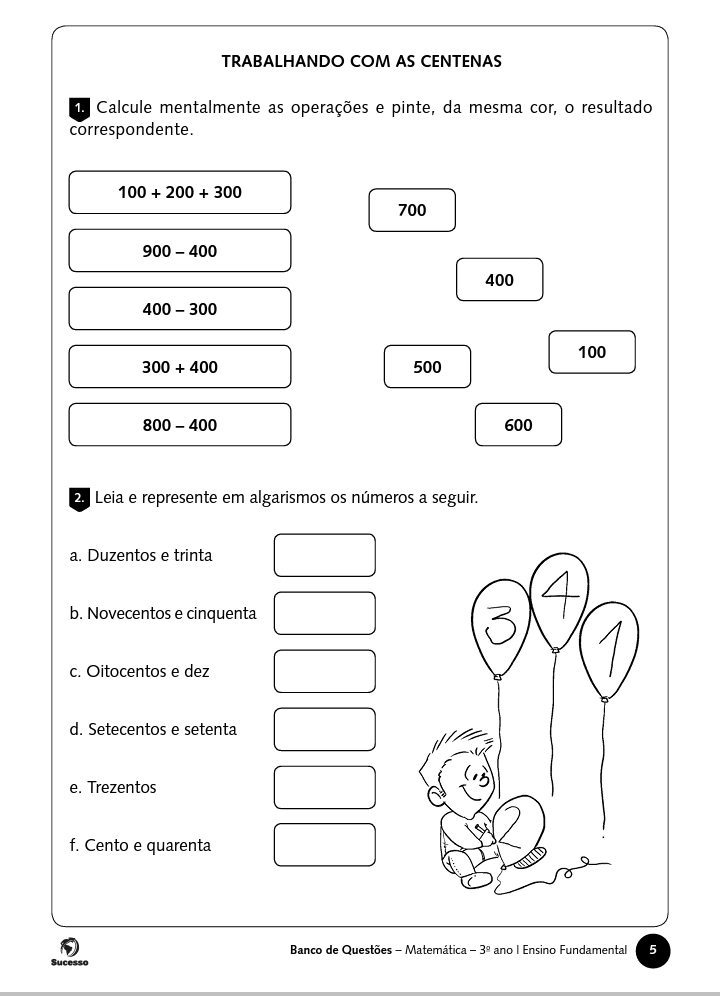 TRABALHANDO COM AS CENTENAS
1. Calcule mentalmente as operações e pinte, da mesma cor, o resultado
correspondente.
100 + 200 + 300
700
900 – 400
400
400 – 300
100
300 + 400
500
800 – 400
600
2. Leia e represente em algarismos os números a seguir.
a. Duzentos e trinta
b. Novecentos e cinquenta
c. Oitocentos e dez
d. Setecentos e setenta
e. Trezentos
f. Cento e quarenta
3
4
1
2
Sucesso
Banco de Questões – Matemática – 3º ano | Ensino Fundamental
5